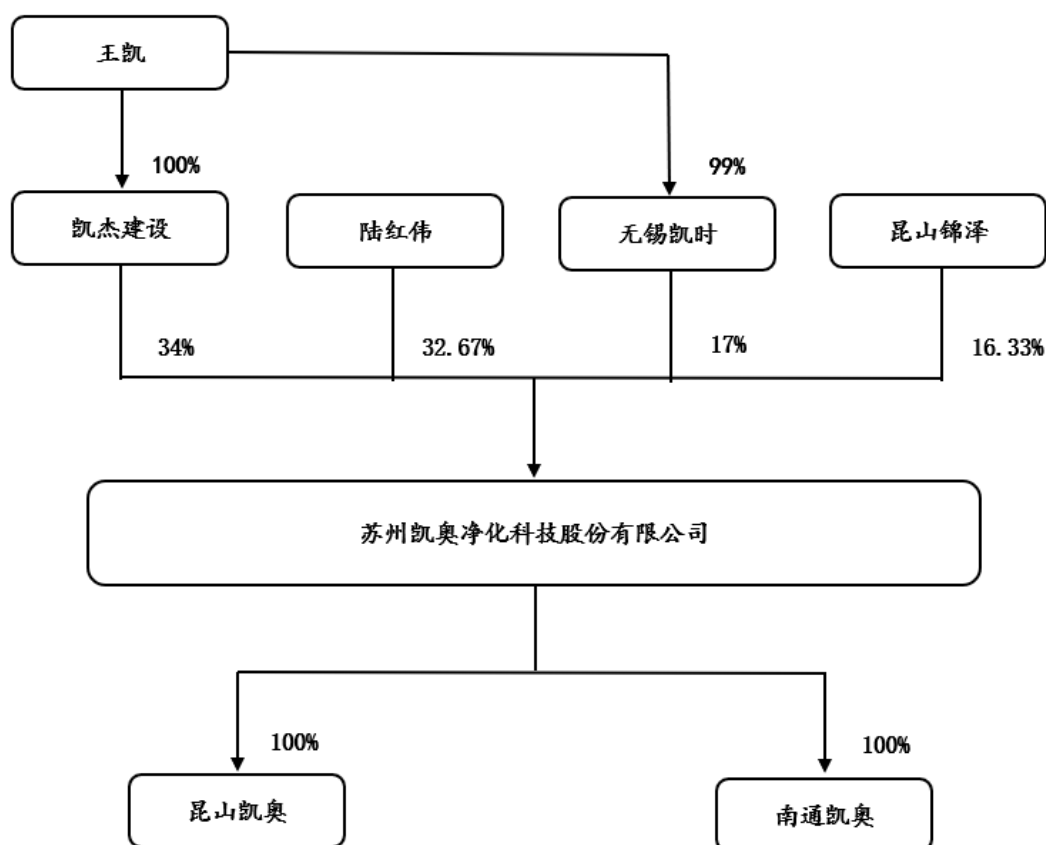 王凯
100%
99%
凯杰建设
陆红伟
无锡凯时
昆山锦泽
34%
32.67%
17%
16.33%
苏州凯奥净化科技股份有限公司
100%
100%
昆山凯奥
南通凯奥